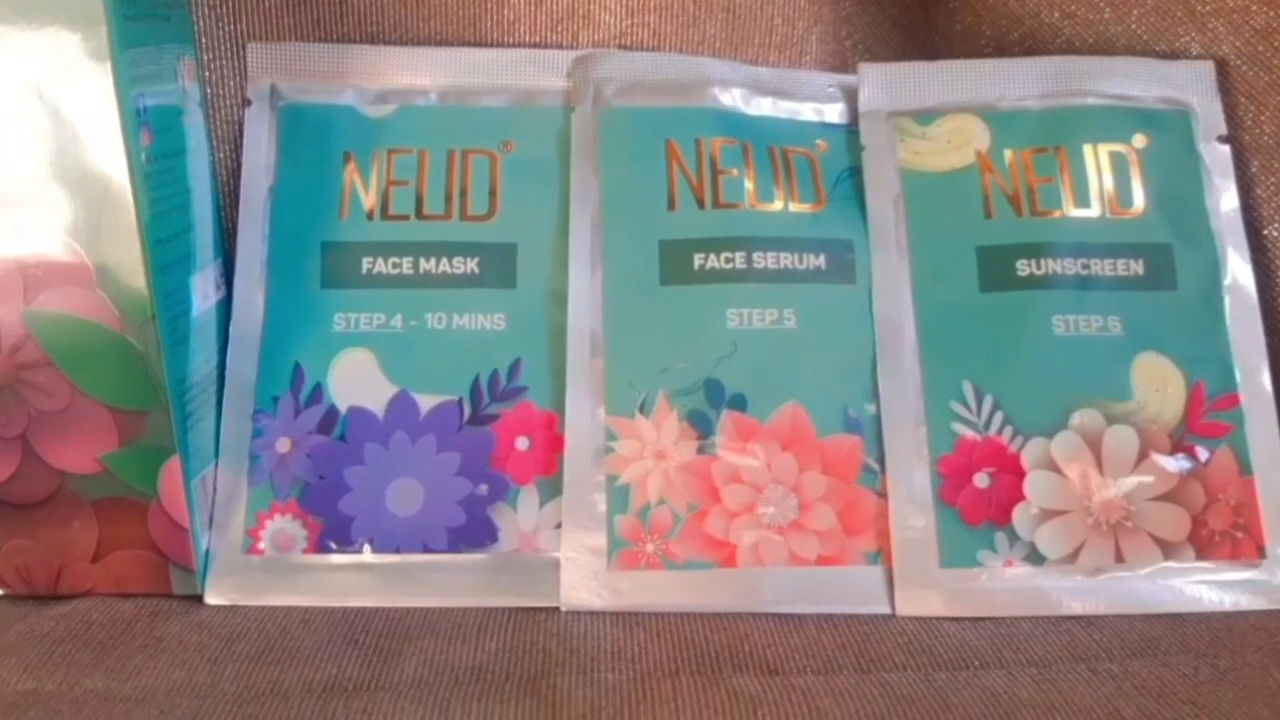 NEUD®
FACE MASK
STEP 4 - 10 MINS
NEUD®
FACE SERUM
STEP 5
NEUD®
SUNSCREEN
STEP 6